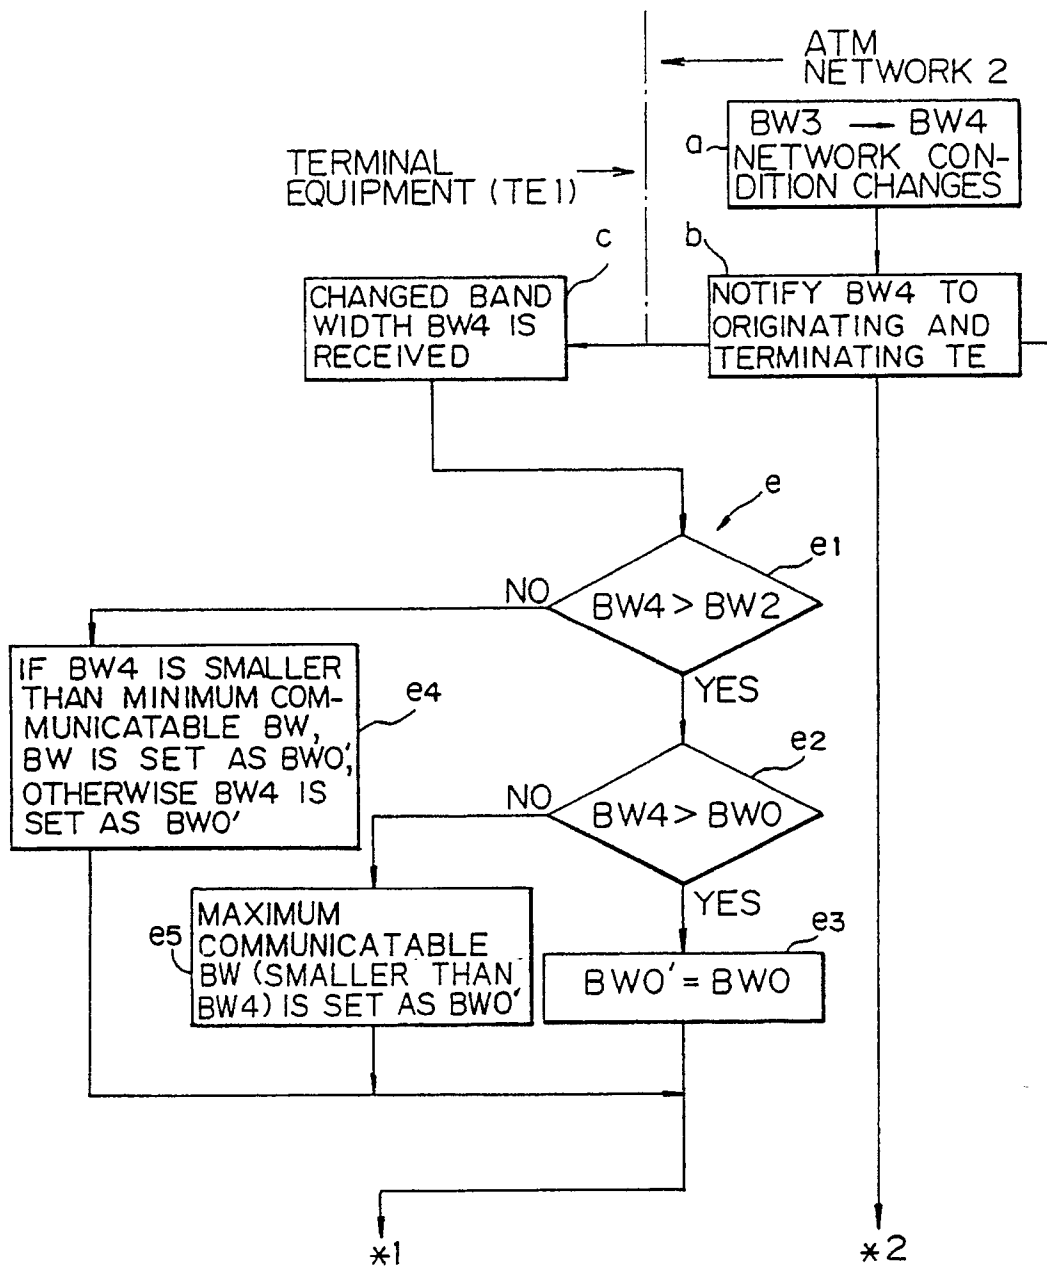 ATM
NETWORK 2
BW3 → BW4
NETWORK CON-
DITION CHANGES
a
TERMINAL
EQUIPMENT (TE1)
c
b
CHANGED BAND
WIDTH BW4 IS
RECEIVED
NOTIFY BW4 TO
ORIGINATING AND
TERMINATING TE
e
e1
BW4 > BW2
NO
YES
IF BW4 IS SMALLER
THAN MINIMUM COM-
MUNICATABLE BW,
BW IS SET AS BW0',
OTHERWISE BW4 IS
SET AS BW0'
e4
e2
BW4 > BW0
NO
YES
MAXIMUM
COMMUNICATABLE
BW (SMALLER THAN
BW4) IS SET AS BW0'
e5
e3
BW0' = BW0
*1
*2